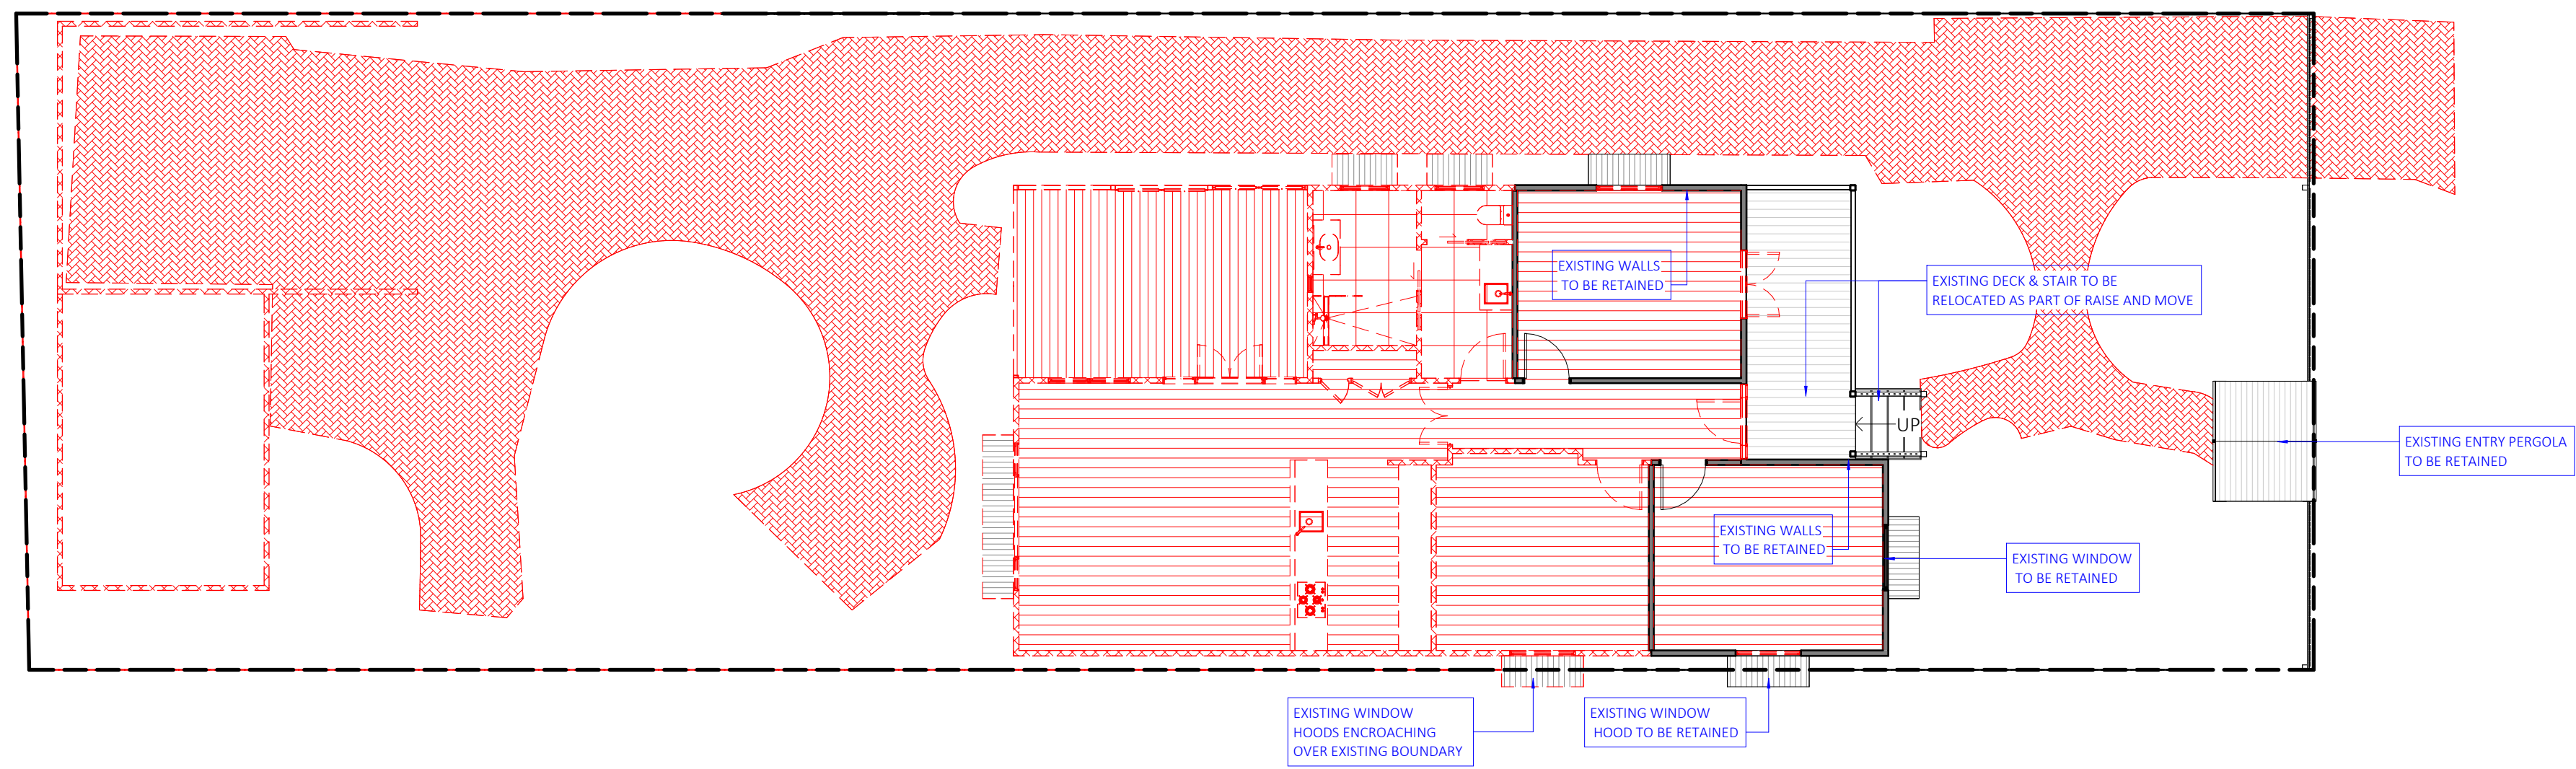 EXISTING WALLS
TO BE RETAINED
EXISTING DECK & STAIR TO BE
RELOCATED AS PART OF RAISE AND MOVE
UP
EXISTING ENTRY PERGOLA
TO BE RETAINED
EXISTING WALLS
TO BE RETAINED
EXISTING WINDOW
TO BE RETAINED
EXISTING WINDOW
HOODS ENCROACHING
OVER EXISTING BOUNDARY
EXISTING WINDOW
HOOD TO BE RETAINED